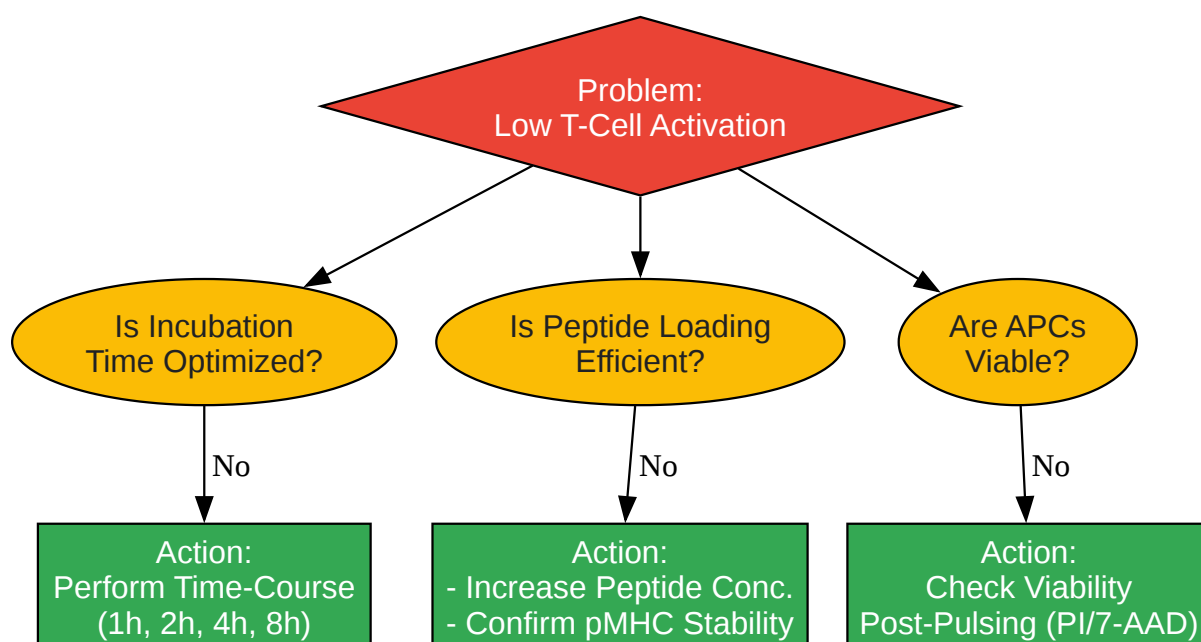 Problem:
Low T-Cell Activation
Is Incubation
Time Optimized?
Is Peptide Loading
Efficient?
Are APCs
Viable?
No
No
No
Action:
Perform Time-Course
(1h, 2h, 4h, 8h)
Action:
- Increase Peptide Conc.
- Confirm pMHC Stability
Action:
Check Viability
Post-Pulsing (PI/7-AAD)